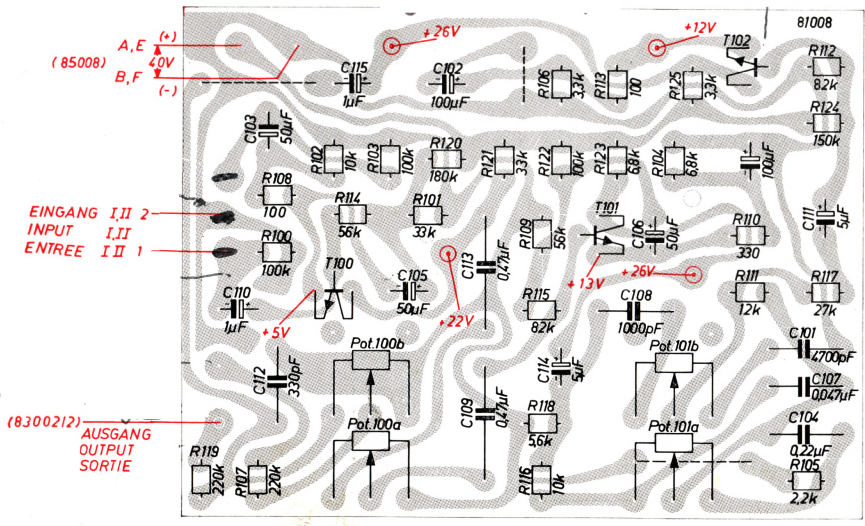 81008
A,E (+)
+26V
+12V
T102
(85008) 40V
B,F (-)
C115 1µF
C102 100µF
R106 3,3k
R113 100
R125 3,3k
R112 82k
R124 150k
C103 50µF
R102 10k
R103 100k
R120 180k
R121 33k
R122 100k
R123 6,8k
R104 6,8k
100µF
R108 100
R114 56k
R101 33k
R109 56k
T101
C106 50µF
R110 330
C111 5µF
EINGANG I,II 2
INPUT I,II
ENTREE I II 1
R100 100k
T100
C105 50µF
C113 0,47µF
+13V
+26V
R111 12k
R117 27k
C110 1µF
+5V
+22V
R115 82k
C108 1000pF
C101 4700pF
C112 330pF
Pot.100b
C114 5µF
Pot.101b
C107 0,047µF
(83002|2)
AUSGANG
OUTPUT
SORTIE
Pot.100a
C109 0,47µF
R118 5,6k
Pot.101a
C104 0,22µF
R119 220k
R107 220k
R116 10k
R105 2,2k